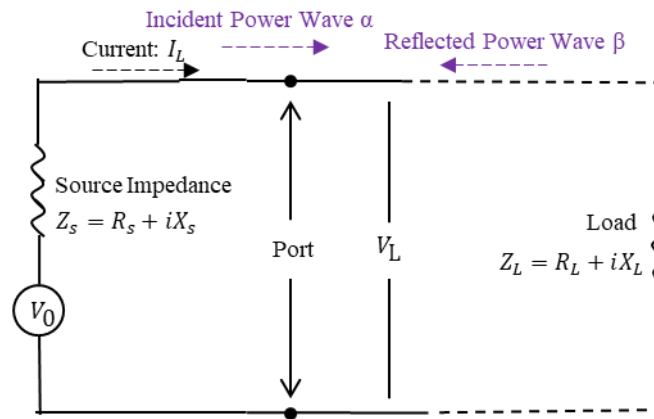 Incident Power Wave α
Current: I_L
Reflected Power Wave β
Source Impedance
Z_s = R_s + iX_s
Port
V_L
Load
Z_L = R_L + iX_L
V_0